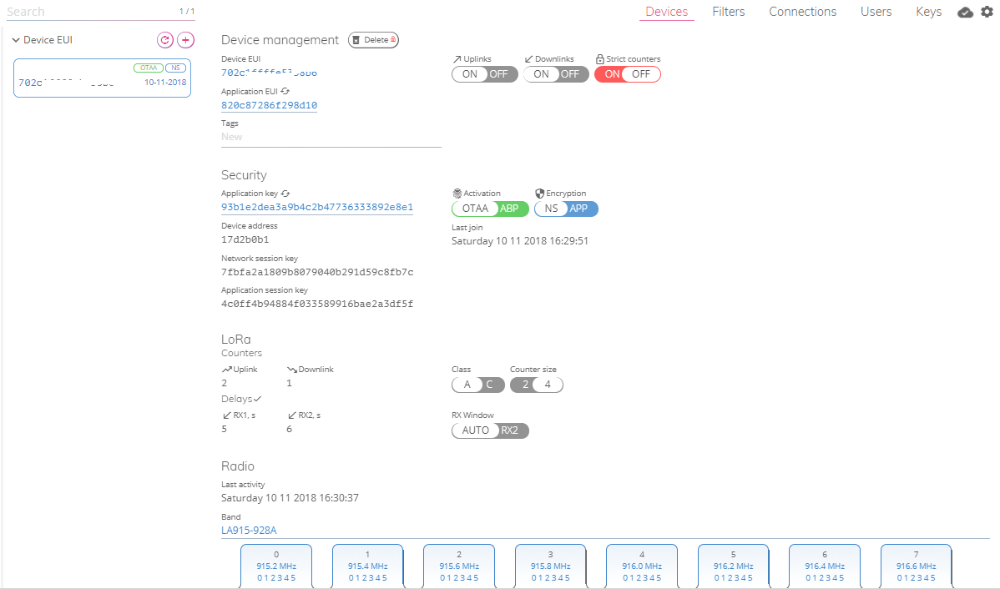 Search 1 / 1
Devices Filters Connections Users Keys
Device EUI
OTAA NS
10-11-2018
Device management Delete
Device EUI
Uplinks Downlinks Strict counters
ON OFF ON OFF ON OFF
Application EUI
820c87286f298d10
Tags
New
Security
Application key
93b1e2dea3a9b4c2b47736333892e8e1
Activation Encryption
OTAA ABP NS APP
Device address
17d2b0b1
Last join
Saturday 10 11 2018 16:29:51
Network session key
7fbfa2a1809b8079040b291d59c8fb7c
Application session key
4c0ff4b94884f033589916bae2a3df5f
LoRa
Counters
Uplink Downlink
2 1
Class Counter size
A C 2 4
Delays
RX1, s RX2, s
5 6
RX Window
AUTO RX2
Radio
Last activity
Saturday 10 11 2018 16:30:37
Band
LA915-928A
0 1 2 3 4 5 6 7
915.2 MHz 915.4 MHz 915.6 MHz 915.8 MHz 916.0 MHz 916.2 MHz 916.4 MHz 916.6 MHz
0 1 2 3 4 5 0 1 2 3 4 5 0 1 2 3 4 5 0 1 2 3 4 5 0 1 2 3 4 5 0 1 2 3 4 5 0 1 2 3 4 5 0 1 2 3 4 5